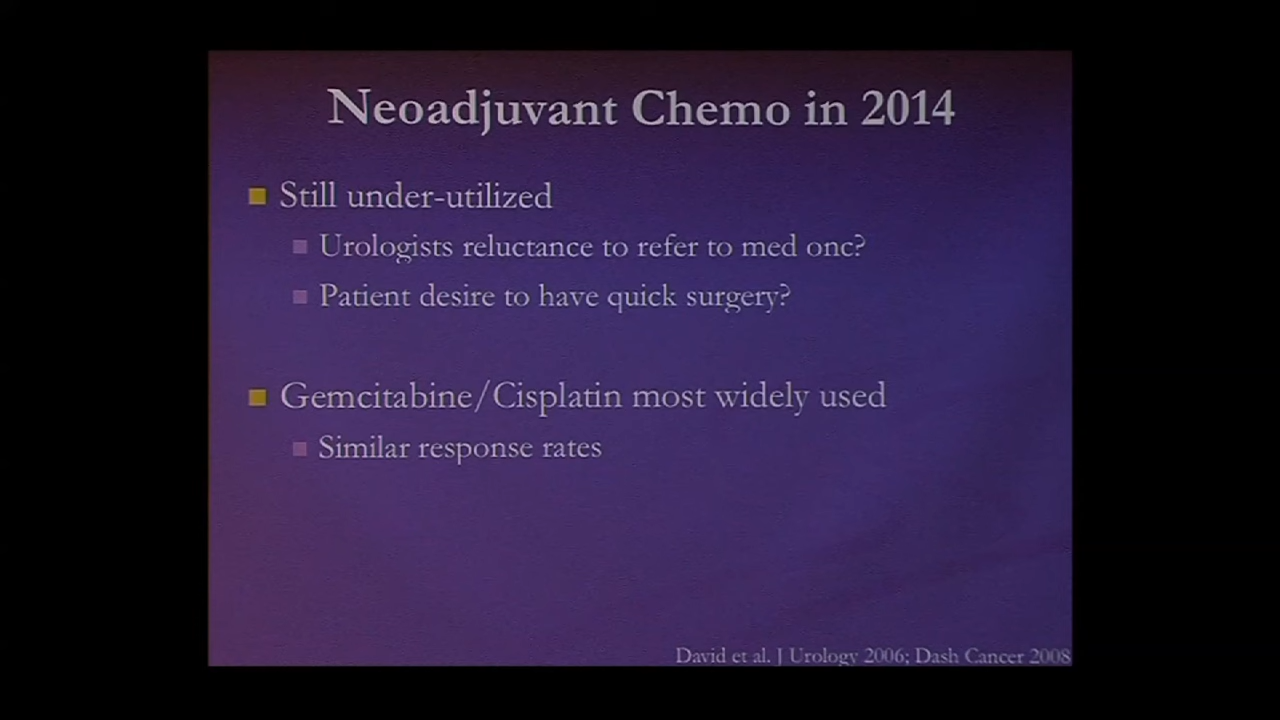 Neoadjuvant Chemo in 2014
Still under-utilized
Urologists reluctance to refer to med onc?
Patient desire to have quick surgery?
Gemcitabine/Cisplatin most widely used
Similar response rates
David et al. J Urology 2006; Dash Cancer 2008